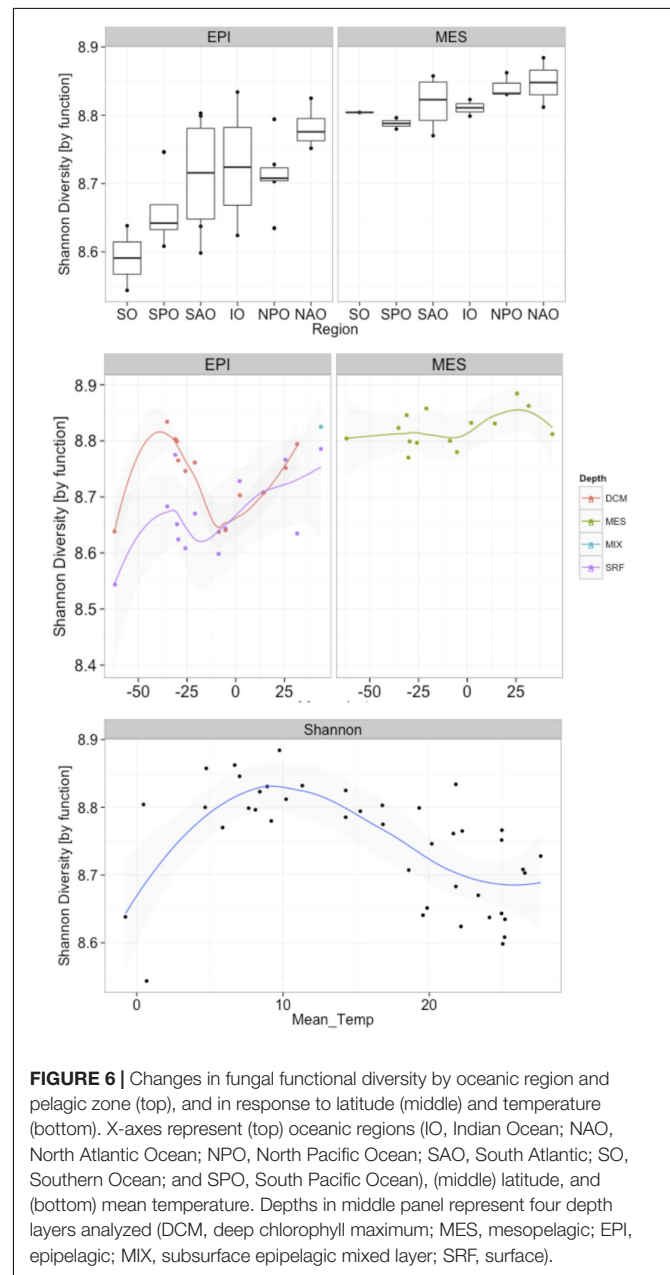 EPI MES
8.9
8.8
8.7
8.6
Shannon Diversity [by function]
SO SPO SAO IO NPO NAO SO SPO SAO IO NPO NAO
Region
EPI MES
8.9
8.8
8.7
8.6
8.5
8.4
Shannon Diversity [by function]
-50 -25 0 25 -50 -25 0 25
Depth
DCM
MES
MIX
SRF
Shannon
8.9
8.8
8.7
8.6
Shannon Diversity [by function]
0 10 20
Mean_Temp
FIGURE 6 | Changes in fungal functional diversity by oceanic region and
pelagic zone (top), and in response to latitude (middle) and temperature
(bottom). X-axes represent (top) oceanic regions (IO, Indian Ocean; NAO,
North Atlantic Ocean; NPO, North Pacific Ocean; SAO, South Atlantic; SO,
Southern Ocean; and SPO, South Pacific Ocean), (middle) latitude, and
(bottom) mean temperature. Depths in middle panel represent four depth
layers analyzed (DCM, deep chlorophyll maximum; MES, mesopelagic; EPI,
epipelagic; MIX, subsurface epipelagic mixed layer; SRF, surface).